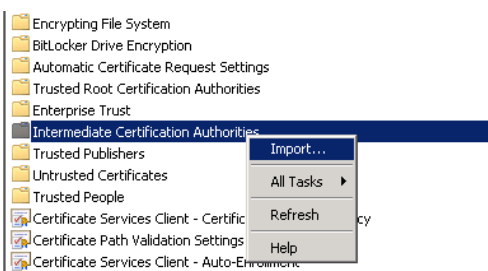 Encrypting File System
BitLocker Drive Encryption
Automatic Certificate Request Settings
Trusted Root Certification Authorities
Enterprise Trust
Intermediate Certification Authorities
Import...
Trusted Publishers
Untrusted Certificates
All Tasks
Trusted People
Refresh
Certificate Services Client - Certific cy
Certificate Path Validation Settings
Help
Certificate Services Client - Auto-Enrollment